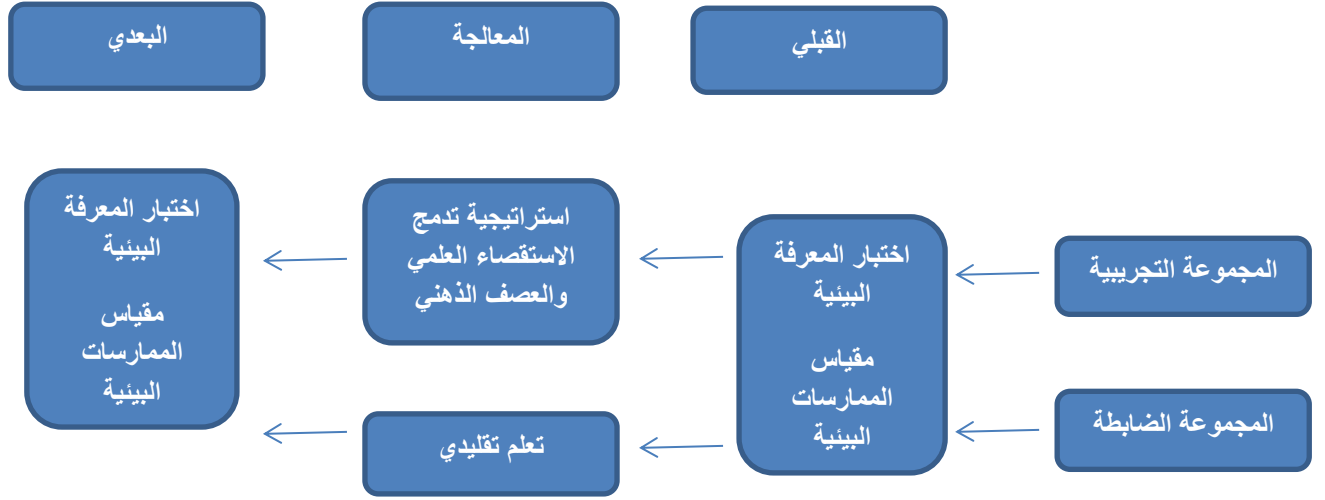 القبلي
المعالجة
البعدي
المجموعة التجريبية
المجموعة الضابطة
اختبار المعرفة
البيئية
مقياس
الممارسات
البيئية
استراتيجية تدمج
الاستقصاء العلمي
والعصف الذهني
تعلم تقليدي
اختبار المعرفة
البيئية
مقياس
الممارسات
البيئية